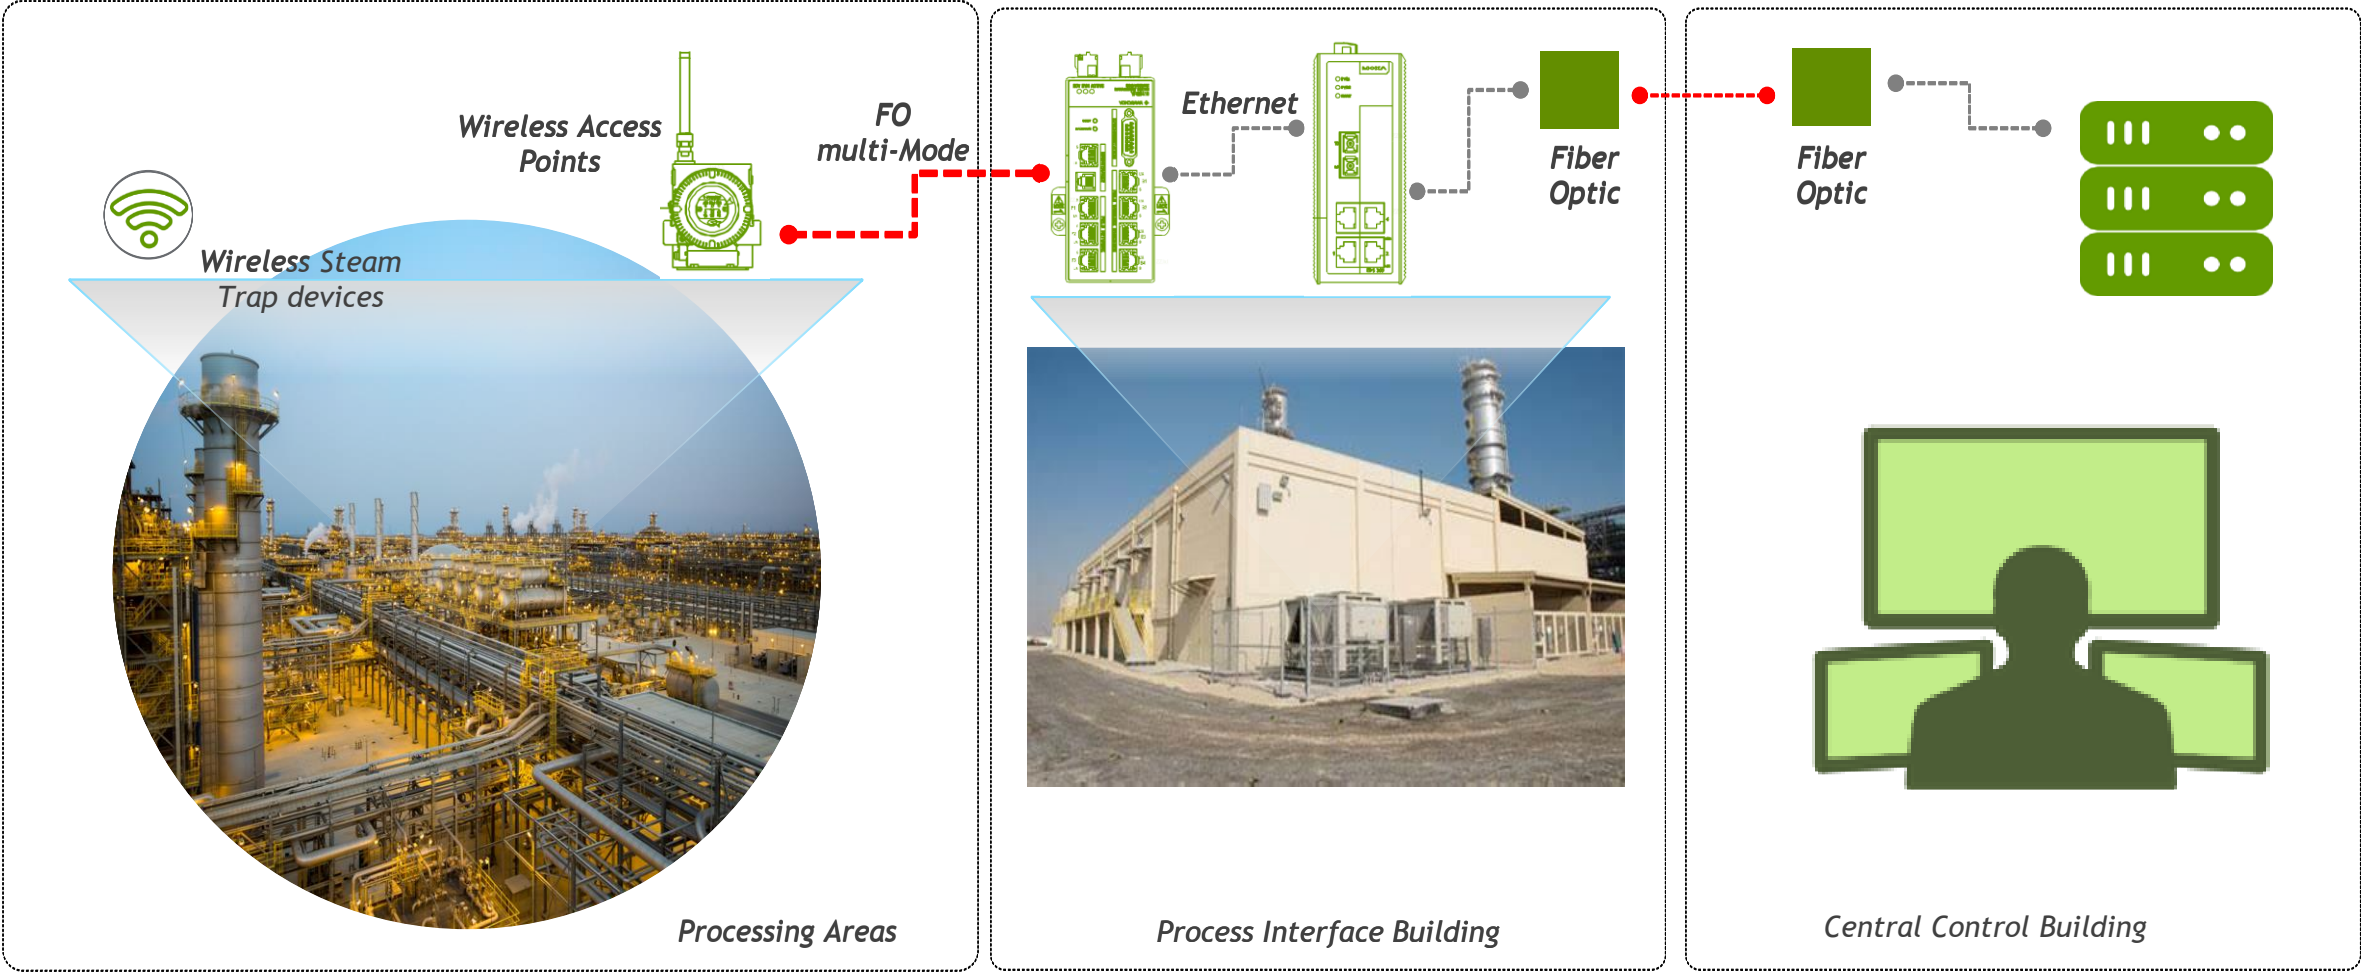 Wireless Access
Points
FO
multi-Mode
Wireless Steam
Trap devices
Processing Areas
Ethernet
Fiber
Optic
Process Interface Building
Fiber
Optic
Central Control Building